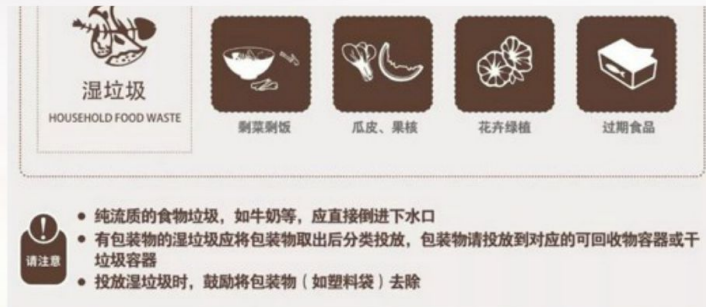 湿垃圾
HOUSEHOLD FOOD WASTE
剩菜剩饭
瓜皮、果核
花卉绿植
过期食品
请注意
纯流质的食物垃圾，如牛奶等，应直接倒进下水口
有包装物的湿垃圾应将包装物取出后分类投放，包装物请投放到对应的可回收物容器或干
垃圾容器
投放湿垃圾时，鼓励将包装物（如塑料袋）去除